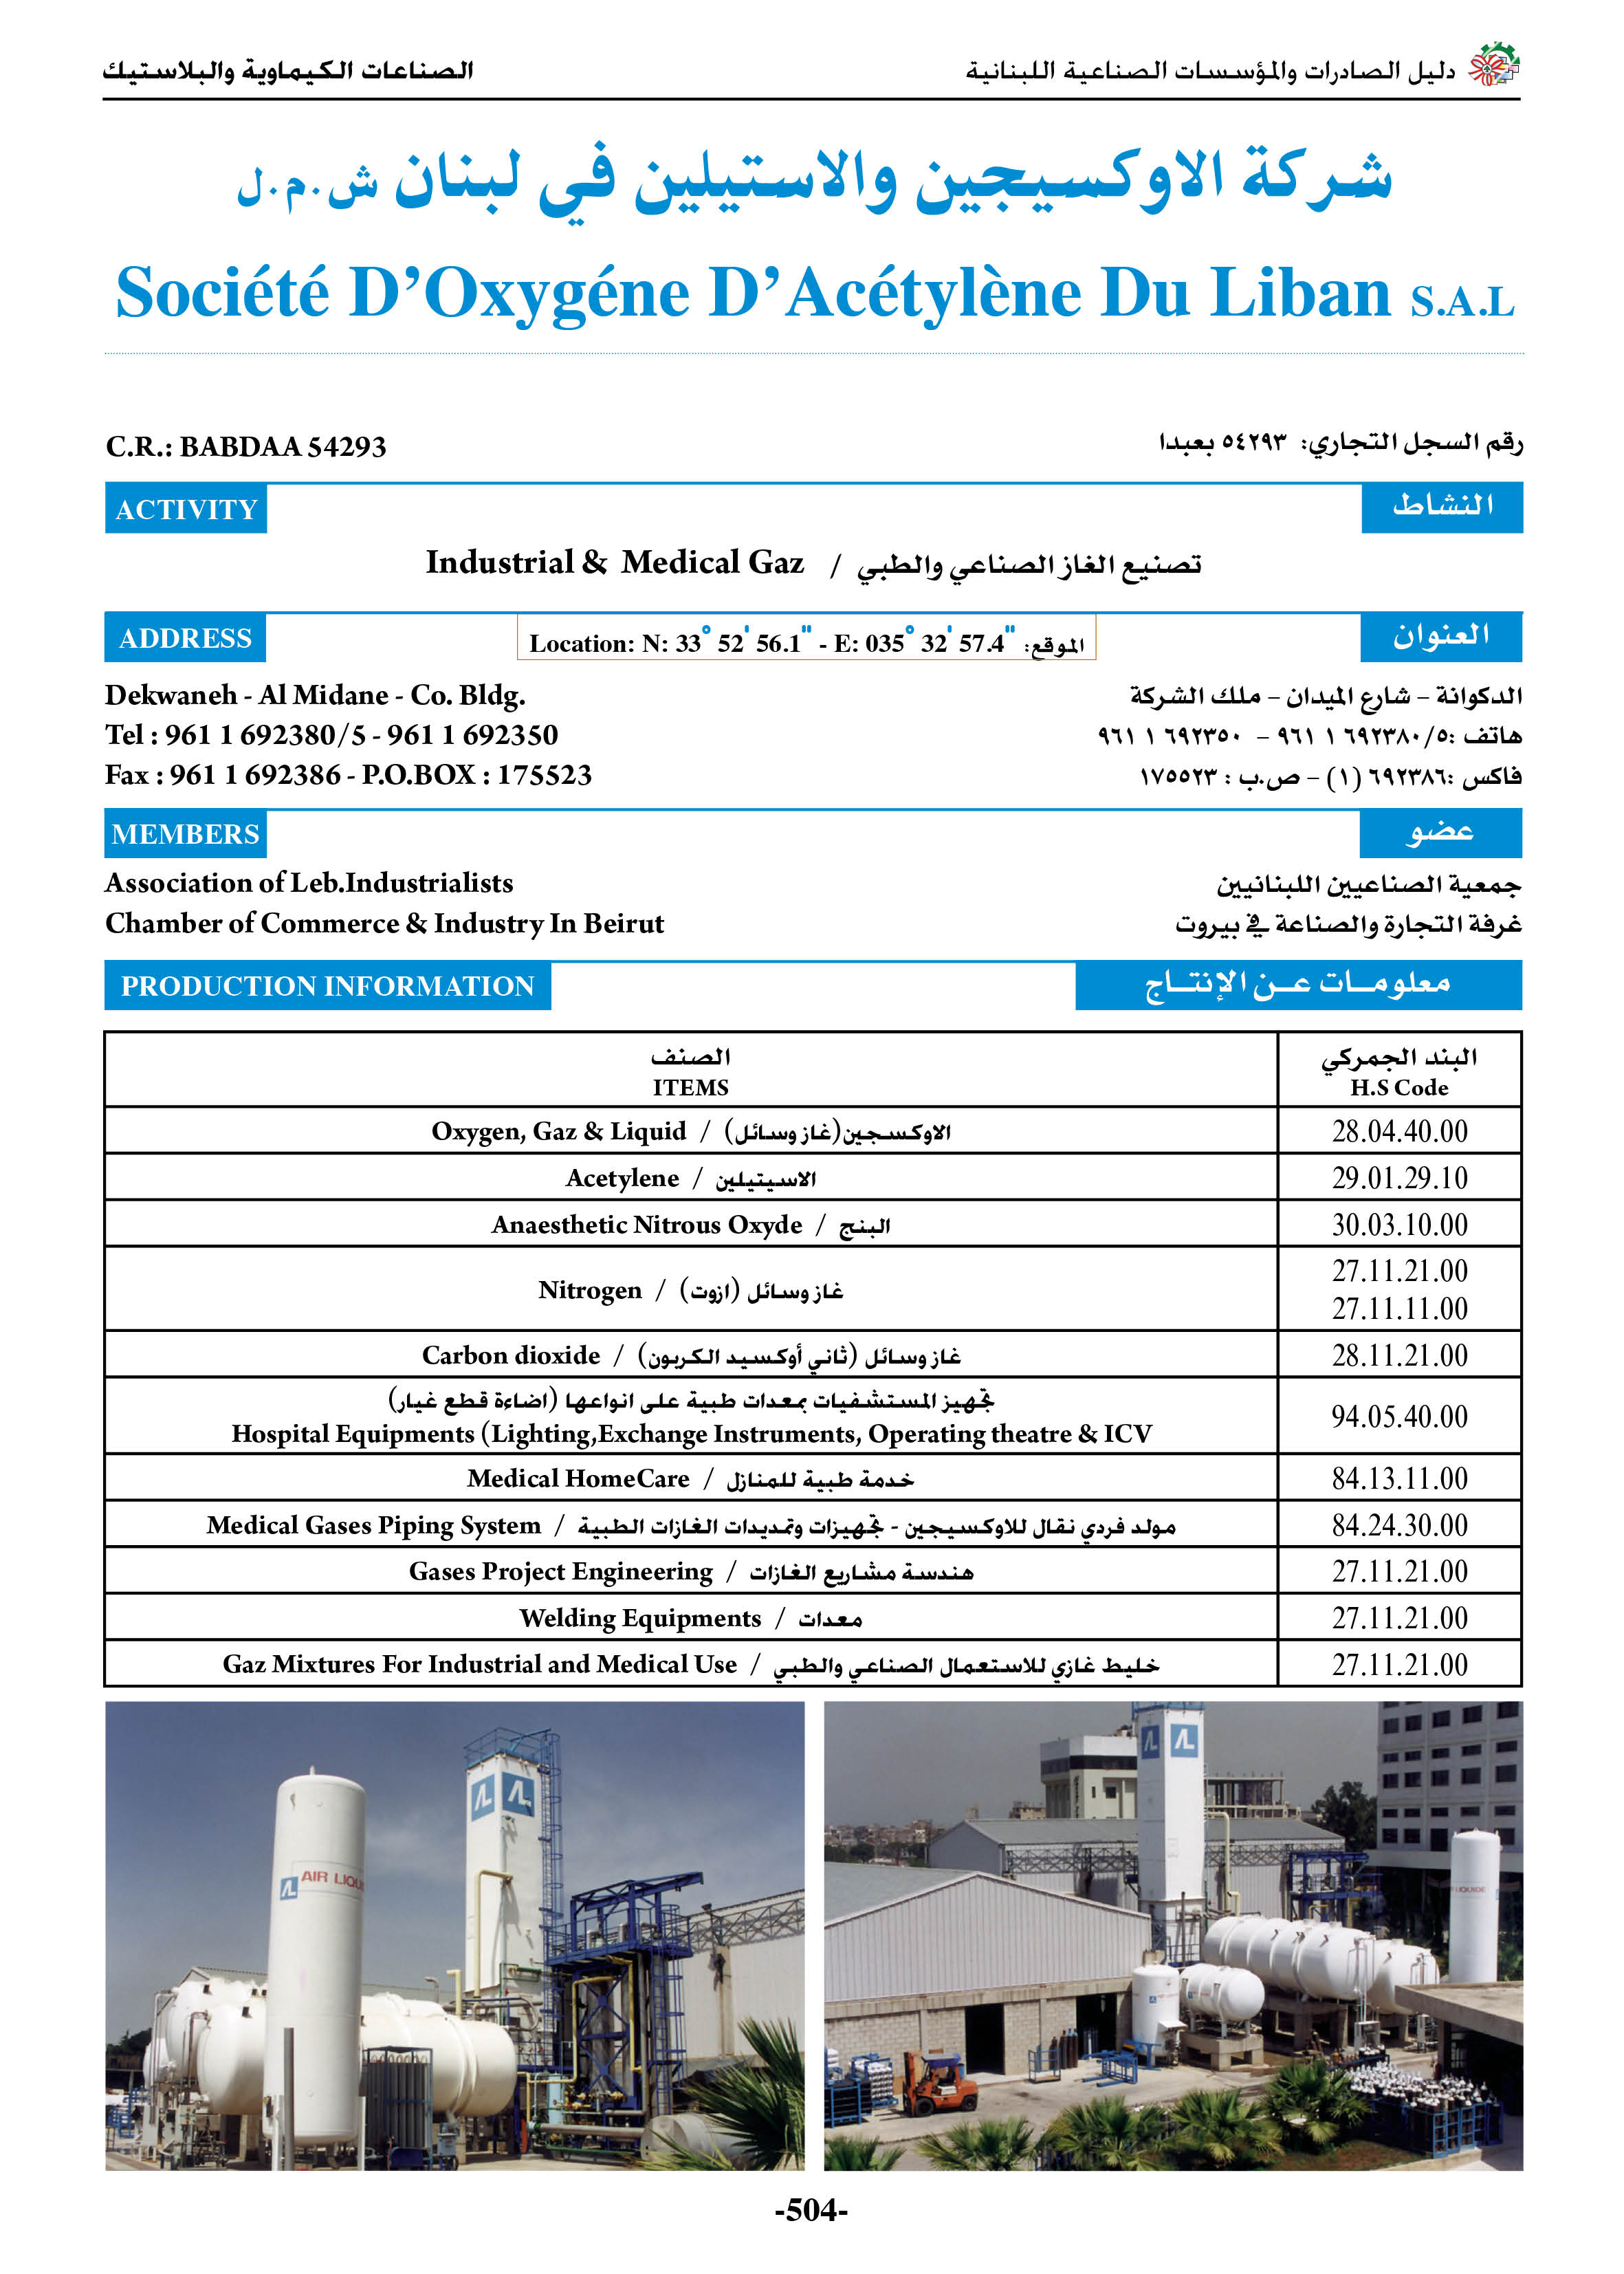 دليل الصادرات والمؤسسات الصناعية اللبنانية
الصناعات الكيماوية والبلاستيك
شركة الاوكسيجين والاستيلين في لبنان ش.م.ل
Société D’Oxygéne D’Acétylène Du Liban S.A.L
C.R.: BABDAA 54293
رقم السجل التجاري: ٥٤٢٩٣ بعبدا
ACTIVITY
النشاط
Industrial & Medical Gaz / تصنيع الغاز الصناعي والطبي
ADDRESS
Location: N: 33° 52' 56.1" - E: 035° 32' 57.4" :الموقع
العنوان
Dekwaneh - Al Midane - Co. Bldg.
الدكوانة – شارع الميدان – ملك الشركة
Tel : 961 1 692380/5 - 961 1 692350
هاتف :٦٩٢٣٨٠/٥ ١ ٩٦١ – ٦٩٢٣٥٠ ١ ٩٦١
Fax : 961 1 692386 - P.O.BOX : 175523
فاكس :٦٩٢٣٨٦ (١) – ص.ب : ١٧٥٥٢٣
MEMBERS
عضو
Association of Leb.Industrialists
جمعية الصناعيين اللبنانيين
Chamber of Commerce & Industry In Beirut
غرفة التجارة والصناعة في بيروت
PRODUCTION INFORMATION
معلومـات عـن الإنتـاج
الصنف
ITEMS
البند الجمركي
H.S Code
Oxygen, Gaz & Liquid / الاوكسجين(غاز وسائل)
28.04.40.00
Acetylene / الاسيتيلين
29.01.29.10
Anaesthetic Nitrous Oxyde / البنج
30.03.10.00
Nitrogen / غاز وسائل (ازوت)
27.11.21.00
27.11.11.00
Carbon dioxide / غاز وسائل (ثاني أوكسيد الكربون)
28.11.21.00
تجهيز المستشفيات بمعدات طبية على انواعها (اضاءة قطع غيار)
Hospital Equipments (Lighting,Exchange Instruments, Operating theatre & ICV
94.05.40.00
Medical HomeCare / خدمة طبية للمنازل
84.13.11.00
Medical Gases Piping System / مولد فردي نقال للاوكسيجين - تجهيزات وتمديدات الغازات الطبية
84.24.30.00
Gases Project Engineering / هندسة مشاريع الغازات
27.11.21.00
Welding Equipments / معدات
27.11.21.00
Gaz Mixtures For Industrial and Medical Use / خليط غازي للاستعمال الصناعي والطبي
27.11.21.00
AL AL
AL AIR LIQUI
AL AL
LIQUIDE
-504-